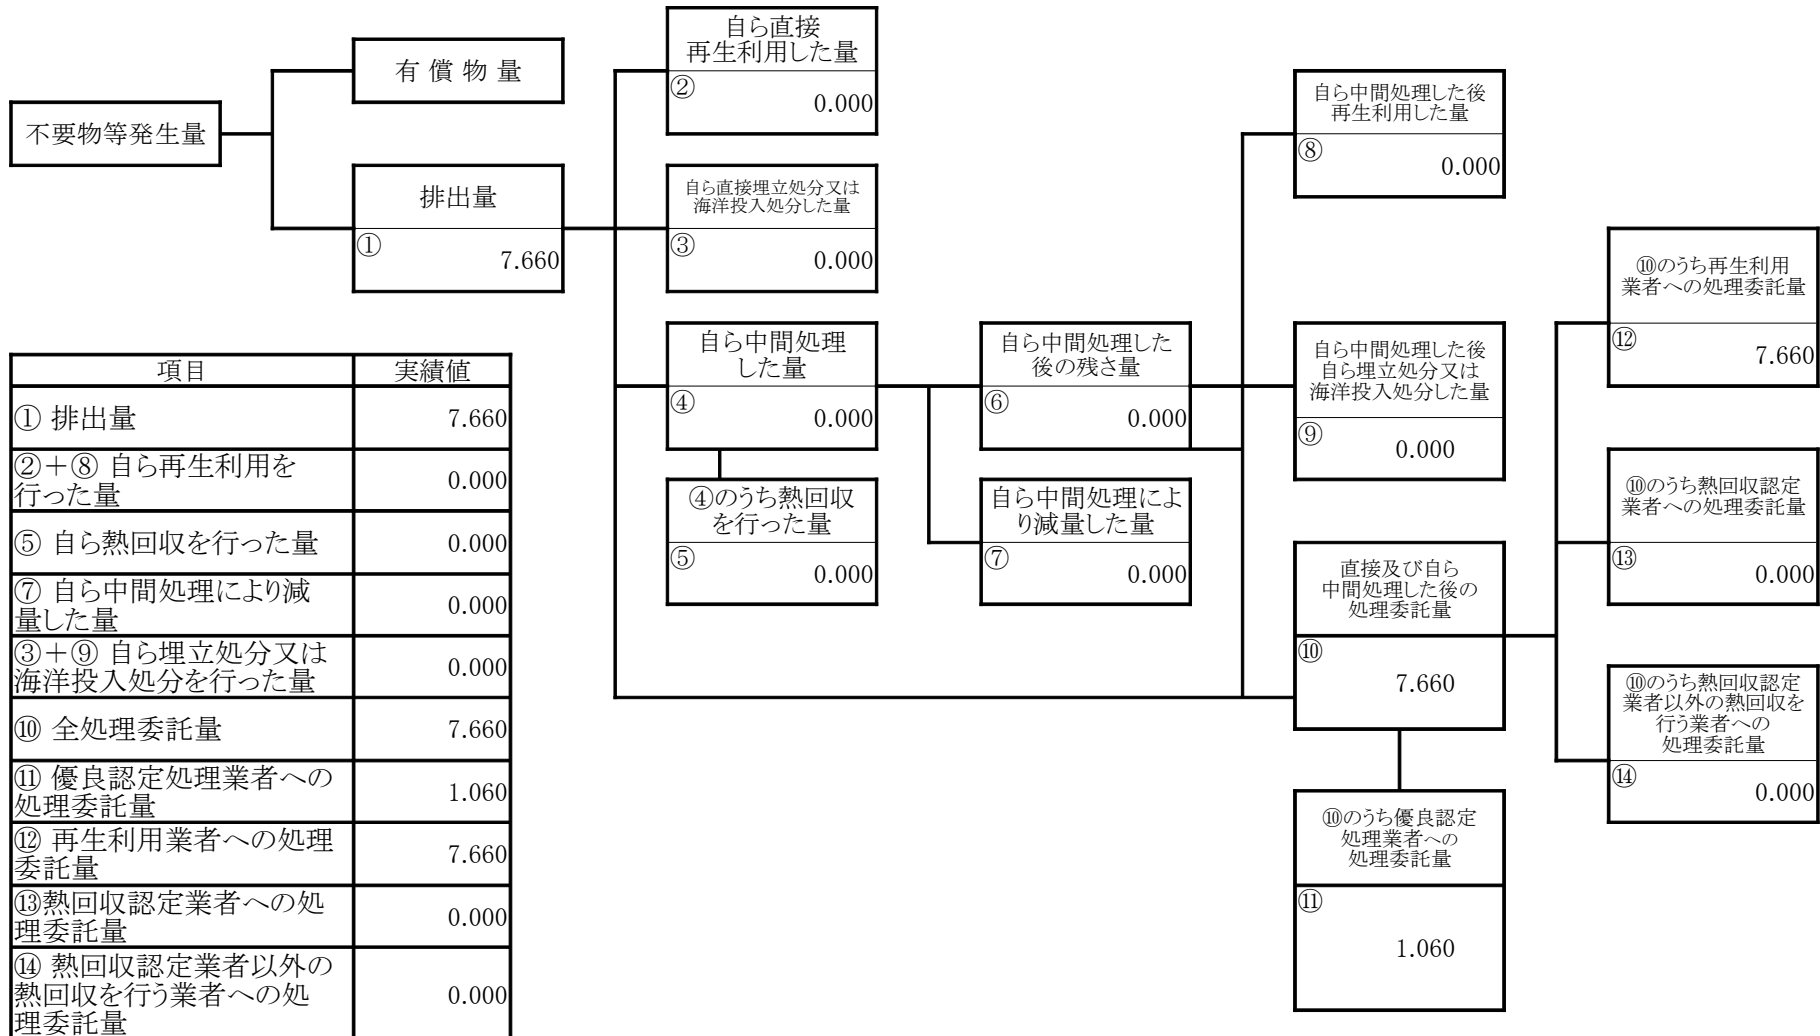 不要物等発生量
有 償 物 量
排出量
①
7.660
自ら直接
再生利用した量
②
0.000
自ら直接埋立処分又は
海洋投入処分した量
③
0.000
自ら中間処理
した量
④
0.000
④のうち熱回収
を行った量
⑤
0.000
自ら中間処理した
後の残さ量
⑥
0.000
自ら中間処理によ
り減量した量
⑦
0.000
自ら中間処理した後
再生利用した量
⑧
0.000
自ら中間処理した後
自ら埋立処分又は
海洋投入処分した量
⑨
0.000
直接及び自ら
中間処理した後の
処理委託量
⑩
7.660
⑩のうち優良認定
処理業者への
処理委託量
⑪
1.060
⑩のうち再生利用
業者への処理委託量
⑫
7.660
⑩のうち熱回収認定
業者への処理委託量
⑬
0.000
⑩のうち熱回収認定
業者以外の熱回収を
行う業者への
処理委託量
⑭
0.000
項目 実績値
① 排出量 7.660
②＋⑧ 自ら再生利用を
行った量 0.000
⑤ 自ら熱回収を行った量 0.000
⑦ 自ら中間処理により減
量した量 0.000
③＋⑨ 自ら埋立処分又は
海洋投入処分を行った量 0.000
⑩ 全処理委託量 7.660
⑪ 優良認定処理業者への
処理委託量 1.060
⑫ 再生利用業者への処理
委託量 7.660
⑬熱回収認定業者への処
理委託量 0.000
⑭ 熱回収認定業者以外の
熱回収を行う業者への処
理委託量 0.000